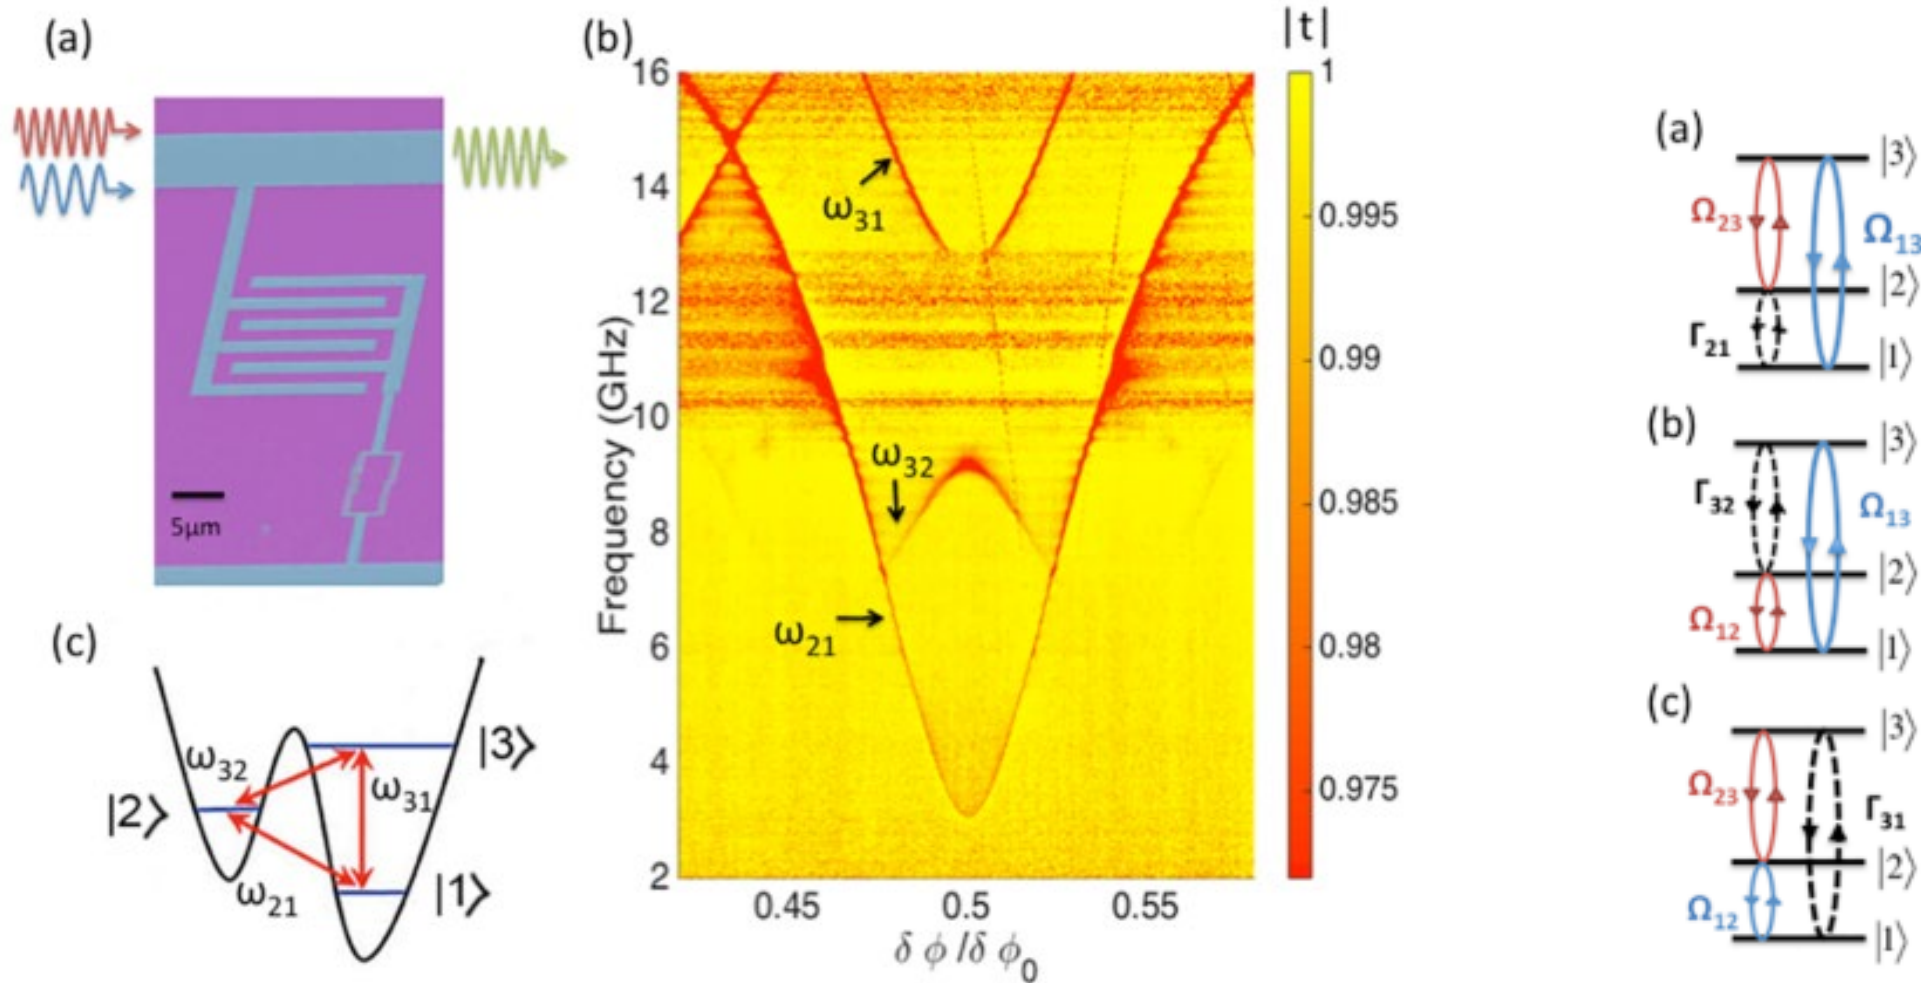 (a)
5μm
(b)
|t|
16
14
12
10
8
6
4
2
Frequency (GHz)
ω31
ω32
ω21
0.45
0.5
0.55
δ ϕ /δ ϕ0
1
0.995
0.99
0.985
0.98
0.975
(c)
|3⟩
ω32
ω31
|2⟩
ω21
|1⟩
(a)
|3⟩
Ω23
Ω13
|2⟩
Γ21
|1⟩
(b)
|3⟩
Γ32
Ω13
|2⟩
Ω12
|1⟩
(c)
|3⟩
Ω23
Γ31
|2⟩
Ω12
|1⟩